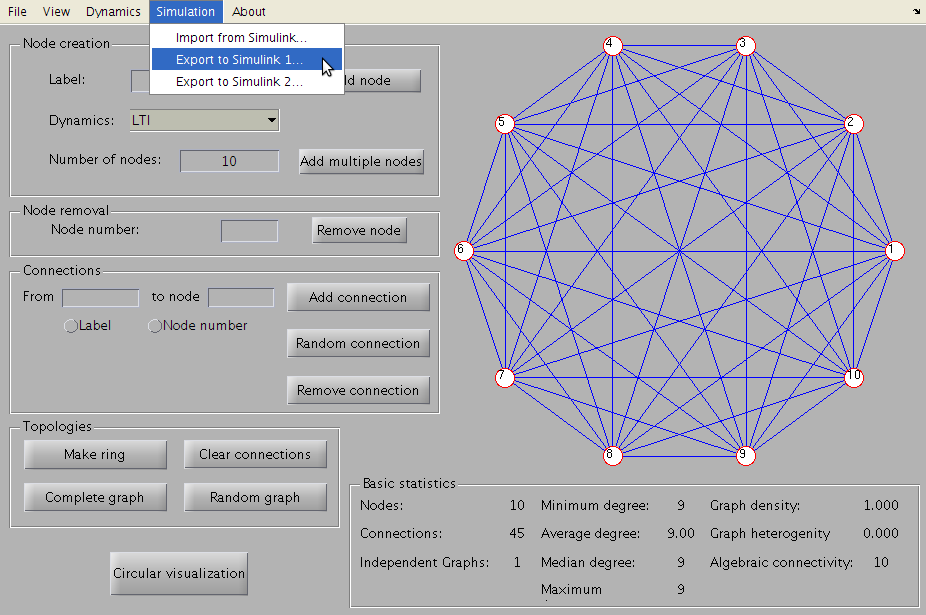 File View Dynamics Simulation About
Import from Simulink...
Export to Simulink 1...
Export to Simulink 2...
Node creation
Label: node
Dynamics: LTI
Number of nodes: 10 Add multiple nodes
Node removal
Node number: Remove node
Connections
From to node Add connection
Label Node number
Random connection
Remove connection
Topologies
Make ring Clear connections
Complete graph Random graph
Circular visualization
4 3
5 2
6 1
7 10
8 9
Basic statistics
Nodes: 10 Minimum degree: 9 Graph density: 1.000
Connections: 45 Average degree: 9.00 Graph heterogenity 0.000
Independent Graphs: 1 Median degree: 9 Algebraic connectivity: 10
Maximum 9